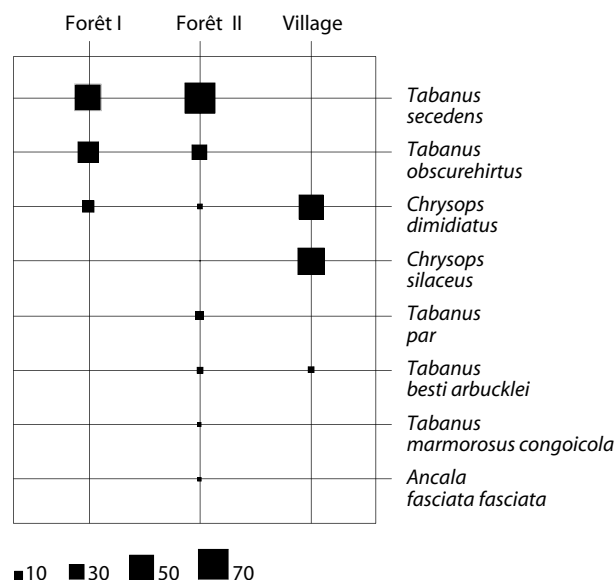 Forêt I Forêt II Village
Tabanus
secedens
Tabanus
obscurehirtus
Chrysops
dimidiatus
Chrysops
silaceus
Tabanus
par
Tabanus
besti arbucklei
Tabanus
marmorosus congoicola
Ancala
fasciata fasciata
10 30 50 70